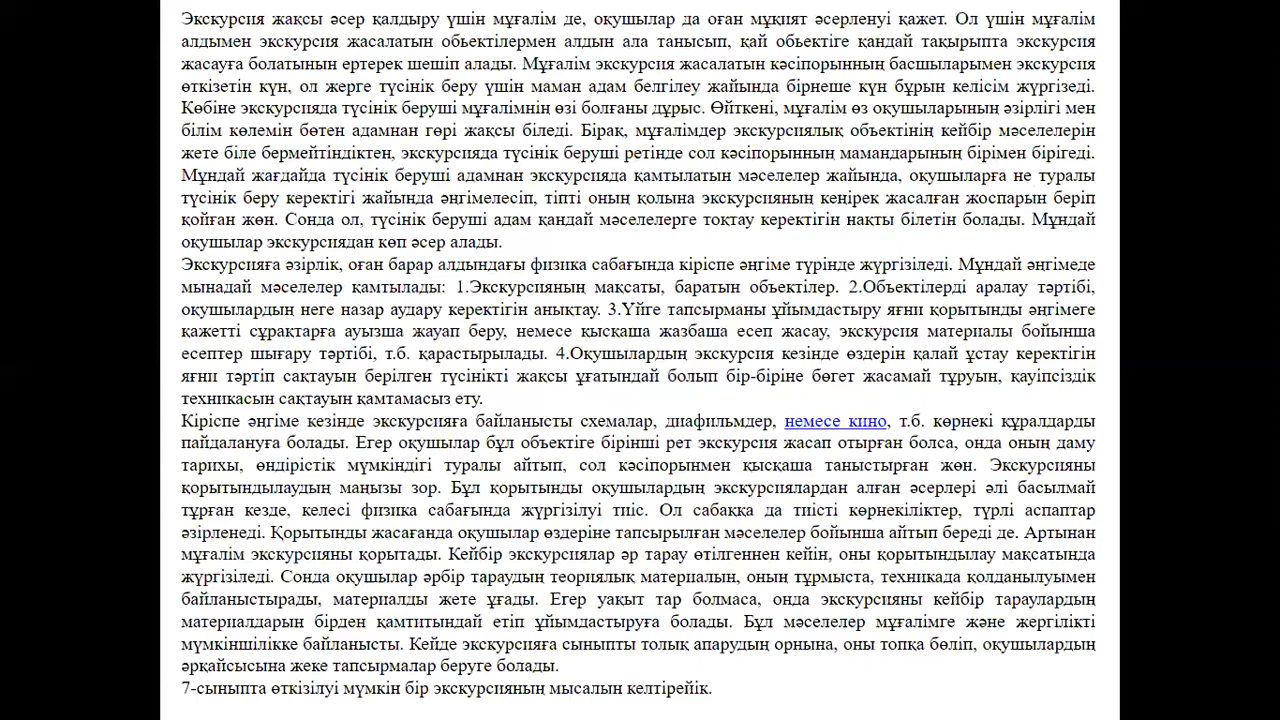 Экскурсия жақсы әсер қалдыру үшін мұғалім де, оқушылар да оған мұқият әсерленуі қажет. Ол үшін мұғалім
алдымен экскурсия жасалатын обьектілермен алдын ала танысып, қай обьектіге қандай тақырыпта экскурсия
жасауға болатынын ертерек шешіп алады. Мұғалім экскурсия жасалатын кәсіпорынның басшыларымен экскурсия
өткізетін күн, ол жерге түсінік беру үшін маман адам белгілеу жайында бірнеше күн бұрын келісім жүргізеді.
Көбіне экскурсияда түсінік беруші мұғалімнің өзі болғаны дұрыс. Өйткені, мұғалім өз оқушыларының әзірлігі мен
білім көлемін бөтен адамнан гөрі жақсы біледі. Бірақ, мұғалімдер экскурсиялық объектінің кейбір мәселелерін
жете біле бермейтіндіктен, экскурсияда түсінік беруші ретінде сол кәсіпорынның мамандарының бірімен бірігеді.
Мұндай жағдайда түсінік беруші адамнан экскурсияда қамтылатын мәселелер жайында, оқушыларға не туралы
түсінік беру керектігі жайында әңгімелесіп, тіпті оның қолына экскурсияның кеңірек жасалған жоспарын беріп
қойған жөн. Сонда ол, түсінік беруші адам қандай мәселелерге тоқтау керектігін нақты білетін болады. Мұндай
оқушылар экскурсиядан көп әсер алады.
Экскурсияға әзірлік, оған барар алдындағы физика сабағында кіріспе әңгіме түрінде жүргізіледі. Мұндай әңгімеде
мынадай мәселелер қамтылады: 1.Экскурсияның мақсаты, баратын объектілер. 2.Объектілерді аралау тәртібі,
оқушылардың неге назар аудару керектігін анықтау. 3.Үйге тапсырманы ұйымдастыру яғни қорытынды әңгімеге
қажетті сұрақтарға ауызша жауап беру, немесе қысқаша жазбаша есеп жасау, экскурсия материалы бойынша
есептер шығару тәртібі, т.б. қарастырылады. 4.Оқушылардың экскурсия кезінде өздерін қалай ұстау керектігін
яғни тәртіп сақтауын берілген түсінікті жақсы ұғатындай болып бір-біріне бөгет жасамай тұруын, қауіпсіздік
техникасын сақтауын қамтамасыз ету.
Кіріспе әңгіме кезінде экскурсияға байланысты схемалар, диафильмдер, немесе кино, т.б. көрнекі құралдарды
пайдалануға болады. Егер оқушылар бұл объектіге бірінші рет экскурсия жасап отырған болса, онда оның даму
тарихы, өндірістік мүмкіндігі туралы айтып, сол кәсіпорынмен қысқаша таныстырған жөн. Экскурсияны
қорытындылаудың маңызы зор. Бұл қорытынды оқушылардың экскурсиялардан алған әсерлері әлі басылмай
тұрған кезде, келесі физика сабағында жүргізілуі тиіс. Ол сабаққа да тиісті көрнекіліктер, түрлі аспаптар
әзірленеді. Қорытынды жасағанда оқушылар өздеріне тапсырылған мәселелер бойынша айтып береді де. Артынан
мұғалім экскурсияны қорытады. Кейбір экскурсиялар әр тарау өтілгеннен кейін, оны қорытындылау мақсатында
жүргізіледі. Сонда оқушылар әрбір тараудың теориялық материалын, оның тұрмыста, техникада қолданылуымен
байланыстырады, материалды жете ұғады. Егер уақыт тар болмаса, онда экскурсияны кейбір тараулардың
материалдарын бірден қамтитындай етіп ұйымдастыруға болады. Бұл мәселелер мұғалімге және жергілікті
мүмкіншілікке байланысты. Кейде экскурсияға сыныпты толық апарудың орнына, оны топқа бөліп, оқушылардың
әрқайсысына жеке тапсырмалар беруге болады.
7-сыныпта өткізілуі мүмкін бір экскурсияның мысалын келтірейік.